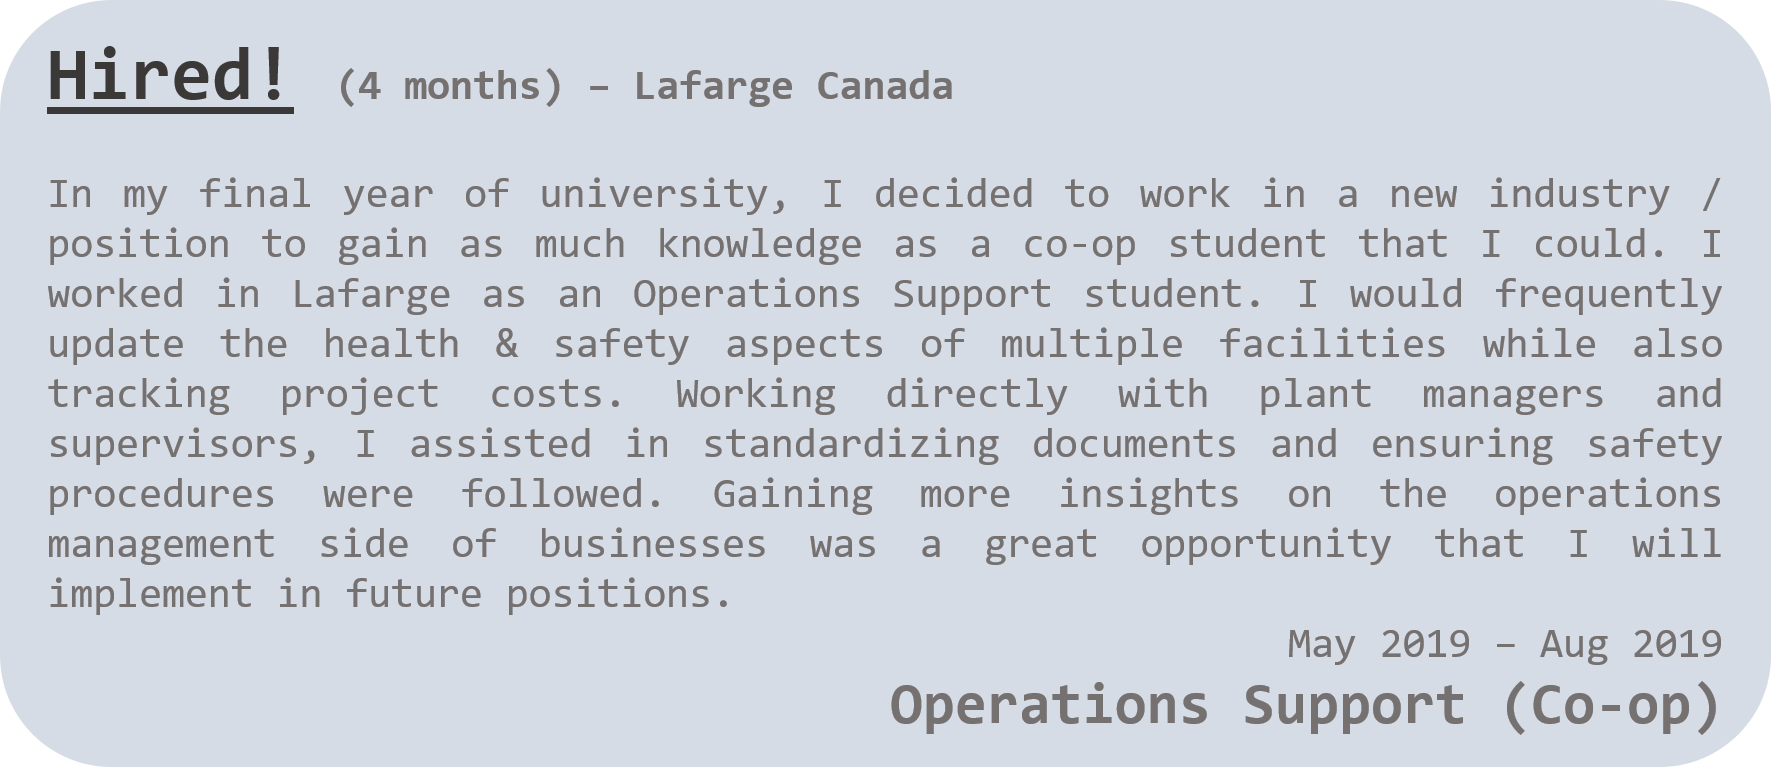 Hired! (4 months) – Lafarge Canada
In my final year of university, I decided to work in a new industry /
position to gain as much knowledge as a co-op student that I could. I
worked in Lafarge as an Operations Support student. I would frequently
update the health & safety aspects of multiple facilities while also
tracking project costs. Working directly with plant managers and
supervisors, I assisted in standardizing documents and ensuring safety
procedures were followed. Gaining more insights on the operations
management side of businesses was a great opportunity that I will
implement in future positions.
May 2019 – Aug 2019
Operations Support (Co-op)